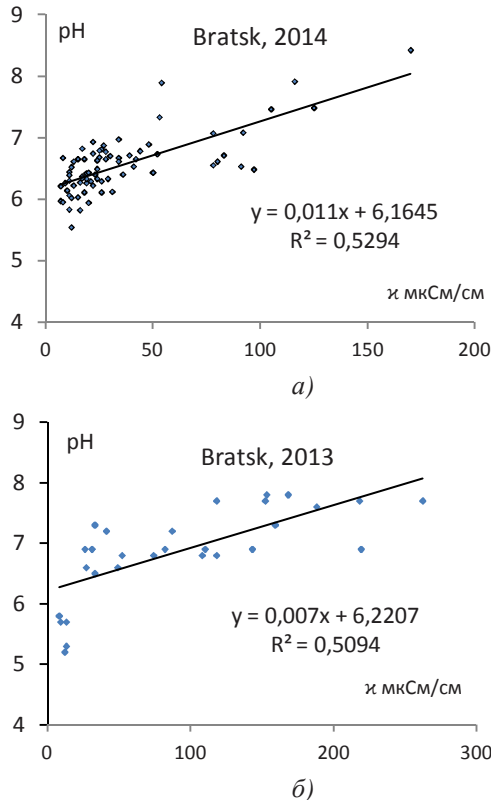 9
pH
Bratsk, 2014
8
7
6
y = 0,011x + 6,1645
R² = 0,5294
5
ϰ мкСм/см
4
0 50 100 150 200
а)
9
pH
Bratsk, 2013
8
7
6
y = 0,007x + 6,2207
R² = 0,5094
5
ϰ мкСм/см
4
0 100 200 300
б)